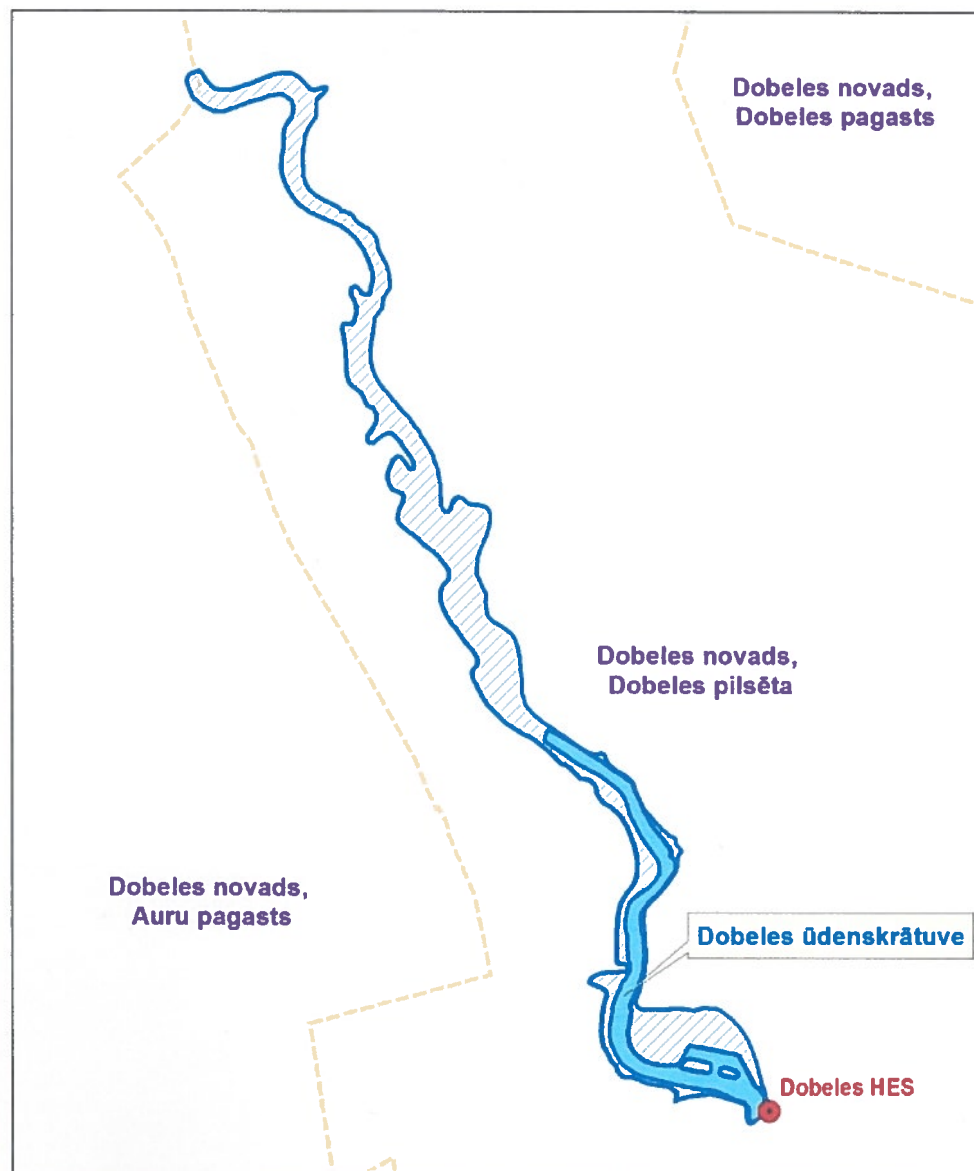 Dobeles novads,
Dobeles pagasts
Dobeles novads,
Dobeles pilsēta
Dobeles novads,
Auru pagasts
Dobeles ūdenskrātuve
Dobeles HES